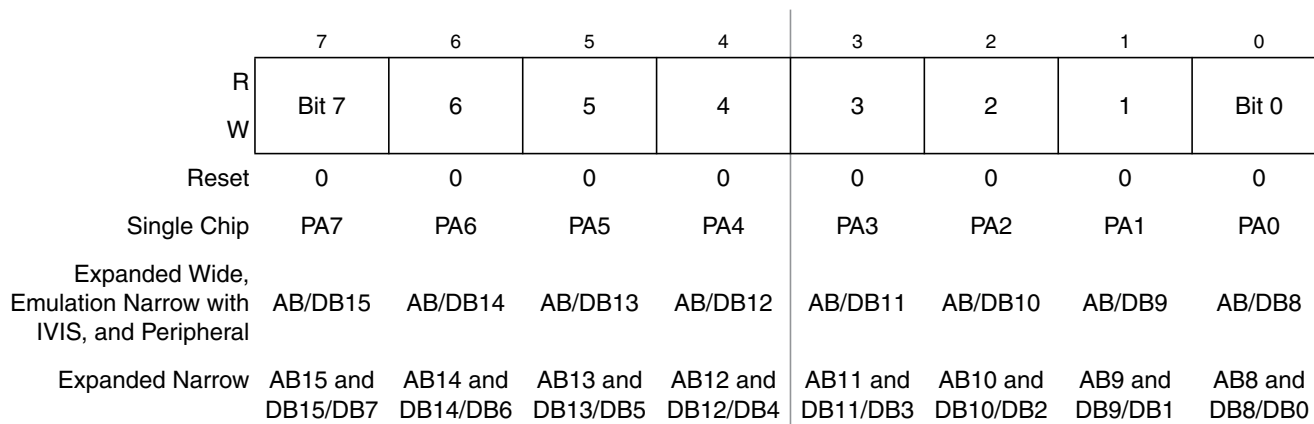 7 6 5 4 3 2 1 0
R
Bit 7 6 5 4 3 2 1 Bit 0
W
Reset 0 0 0 0 0 0 0 0
Single Chip PA7 PA6 PA5 PA4 PA3 PA2 PA1 PA0
Expanded Wide,
Emulation Narrow with AB/DB15 AB/DB14 AB/DB13 AB/DB12 AB/DB11 AB/DB10 AB/DB9 AB/DB8
IVIS, and Peripheral
Expanded Narrow AB15 and AB14 and AB13 and AB12 and AB11 and AB10 and AB9 and AB8 and
DB15/DB7 DB14/DB6 DB13/DB5 DB12/DB4 DB11/DB3 DB10/DB2 DB9/DB1 DB8/DB0